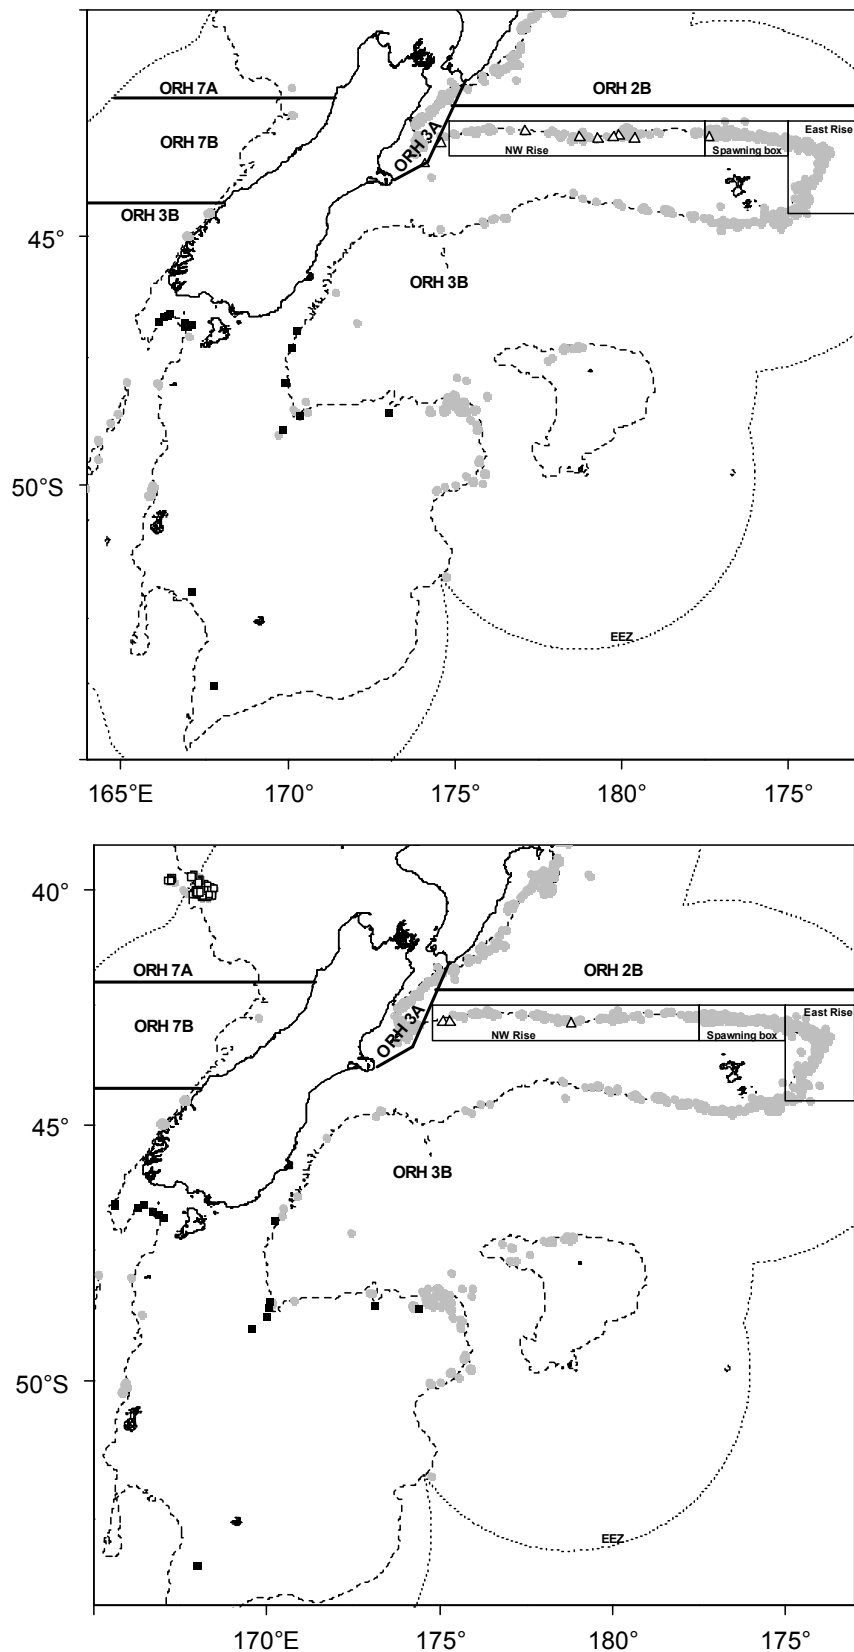 ORH 7A
ORH 2B
ORH 7B
ORH 3A
East Rise
NW Rise
Spawning box
ORH 3B
45°
ORH 3B
50°S
EEZ
165°E
170°
175°
180°
175°
40°
ORH 7A
ORH 2B
ORH 7B
ORH 3A
East Rise
NW Rise
Spawning box
45°
ORH 3B
50°S
EEZ
170°E
175°
180°
175°